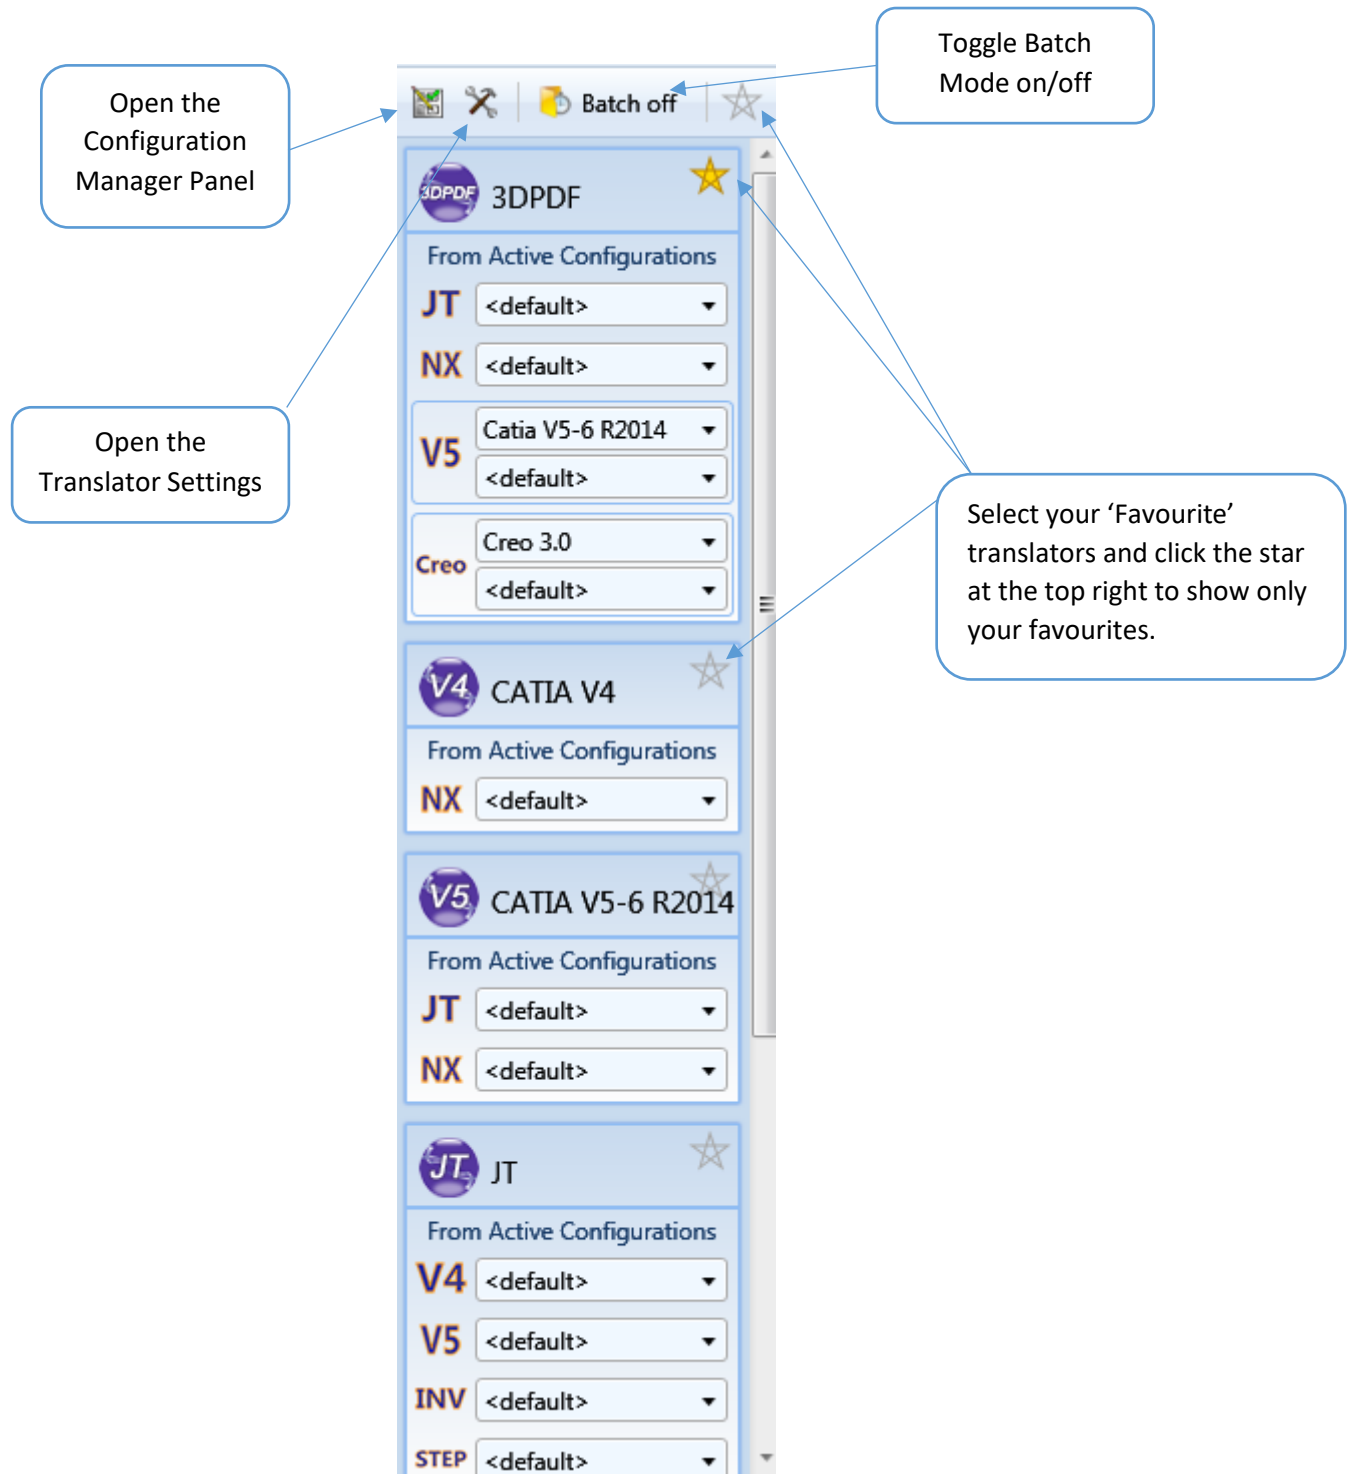 Toggle Batch
Mode on/off
Open the
Configuration
Manager Panel
Batch off
3DPDF
3DPDF
From Active Configurations
JT <default>
NX <default>
V5
Catia V5-6 R2014
<default>
Open the
Translator Settings
Creo
Creo 3.0
<default>
Select your ‘Favourite’
translators and click the star
at the top right to show only
your favourites.
V4
CATIA V4
From Active Configurations
NX <default>
V5
CATIA V5-6 R2014
From Active Configurations
JT <default>
NX <default>
JT
JT
From Active Configurations
V4 <default>
V5 <default>
INV <default>
STEP <default>